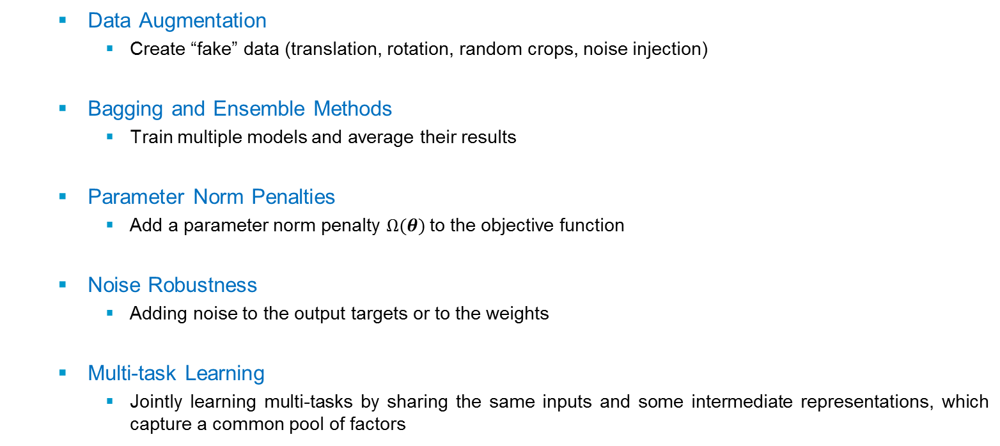 ▪ Data Augmentation
▪ Create “fake” data (translation, rotation, random crops, noise injection)
▪ Bagging and Ensemble Methods
▪ Train multiple models and average their results
▪ Parameter Norm Penalties
▪ Add a parameter norm penalty Ω(𝜽) to the objective function
▪ Noise Robustness
▪ Adding noise to the output targets or to the weights
▪ Multi-task Learning
▪ Jointly learning multi-tasks by sharing the same inputs and some intermediate representations, which
capture a common pool of factors